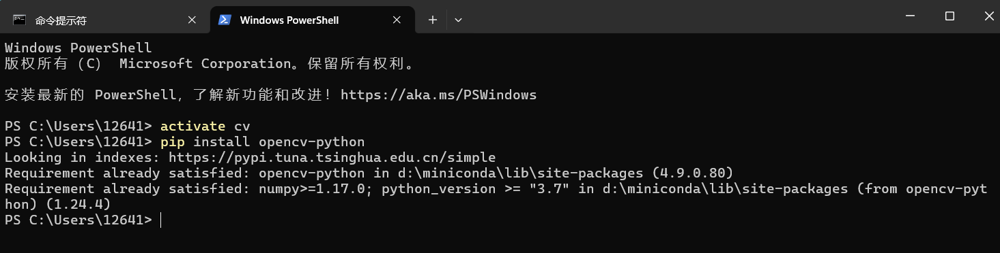 命令提示符
Windows PowerShell
Windows PowerShell
版权所有（C） Microsoft Corporation。保留所有权利。
安装最新的 PowerShell，了解新功能和改进！https://aka.ms/PSWindows
PS C:\Users\12641> activate cv
PS C:\Users\12641> pip install opencv-python
Looking in indexes: https://pypi.tuna.tsinghua.edu.cn/simple
Requirement already satisfied: opencv-python in d:\miniconda\lib\site-packages (4.9.0.80)
Requirement already satisfied: numpy>=1.17.0; python_version >= "3.7" in d:\miniconda\lib\site-packages (from opencv-pyt
hon) (1.24.4)
PS C:\Users\12641>